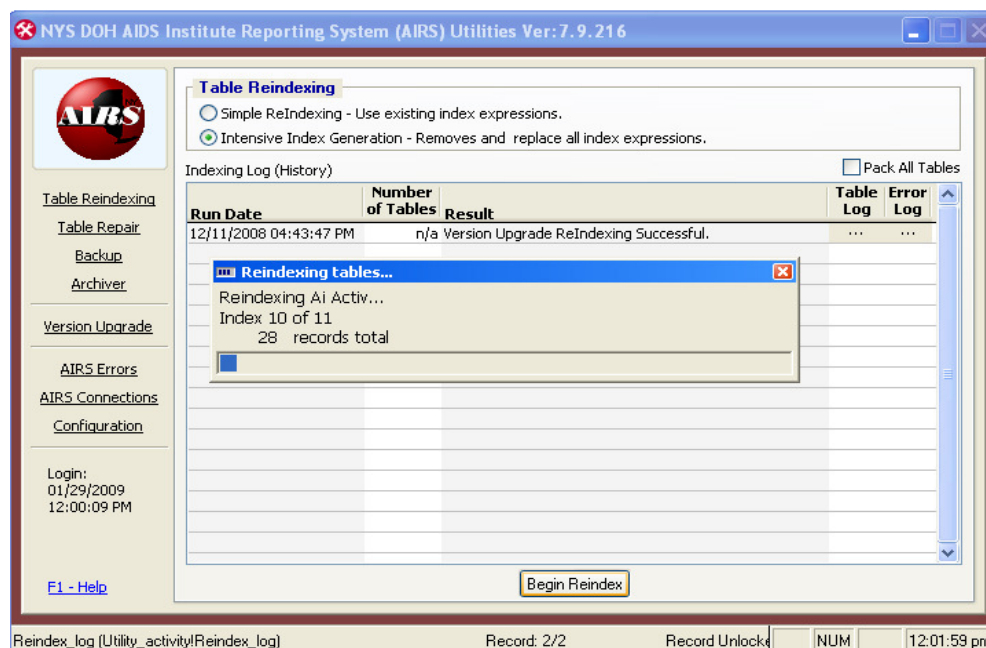 NYS DOH AIDS Institute Reporting System (AIRS) Utilities Ver: 7.9.216
AIRS
Table Reindexing
Simple ReIndexing - Use existing index expressions.
Intensive Index Generation - Removes and replace all index expressions.
Indexing Log (History)
Pack All Tables
Run Date
Number of Tables
Result
Table Log
Error Log
12/11/2008 04:43:47 PM n/a Version Upgrade ReIndexing Successful. ... ...
Reindexing tables...
Reindexing Ai Activ...
Index 10 of 11
28 records total
Table Reindexing
Table Repair
Backup
Archiver
Version Upgrade
AIRS Errors
AIRS Connections
Configuration
Login:
01/29/2009
12:00:09 PM
F1 - Help
Begin Reindex
Reindex_log (Utility_activity!Reindex_log) Record: 2/2 Record Unlocke NUM 12:01:59 pm